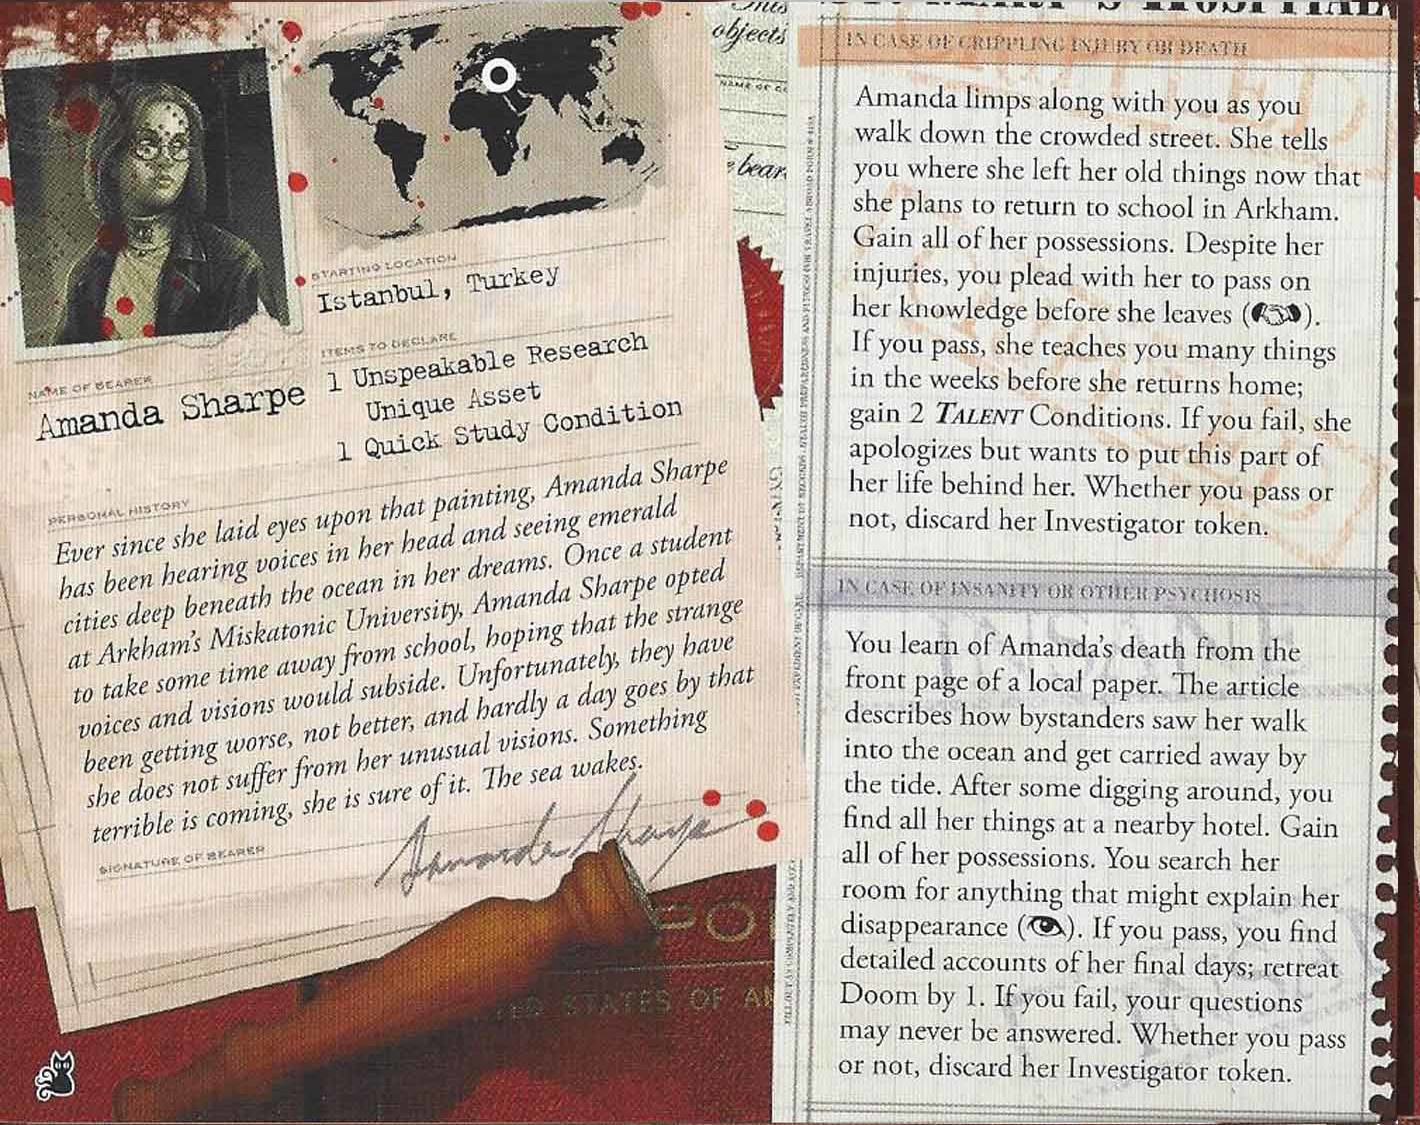 STARTING LOCATION
Istanbul, Turkey
ITEMS TO DECLARE
1 Unspeakable Research
Unique Asset
1 Quick Study Condition
NAME OF BEARER
Amanda Sharpe
PERSONAL HISTORY
Ever since she laid eyes upon that painting, Amanda Sharpe
has been hearing voices in her head and seeing emerald
cities deep beneath the ocean in her dreams. Once a student
at Arkham's Miskatonic University, Amanda Sharpe opted
to take some time away from school, hoping that the strange
voices and visions would subside. Unfortunately, they have
been getting worse, not better, and hardly a day goes by that
she does not suffer from her unusual visions. Something
terrible is coming, she is sure of it. The sea wakes.
SIGNATURE OF BEARER
Amanda Sharpe
STATES OF
objects
IN CASE OF CRIPPLING INJURY OR DEATH
Amanda limps along with you as you
walk down the crowded street. She tells
you where she left her old things now that
she plans to return to school in Arkham.
Gain all of her possessions. Despite her
injuries, you plead with her to pass on
her knowledge before she leaves ( ).
If you pass, she teaches you many things
in the weeks before she returns home;
gain 2 TALENT Conditions. If you fail, she
apologizes but wants to put this part of
her life behind her. Whether you pass or
not, discard her Investigator token.
IN CASE OF INSANITY OR OTHER PSYCHOSIS
You learn of Amanda's death from the
front page of a local paper. The article
describes how bystanders saw her walk
into the ocean and get carried away by
the tide. After some digging around, you
find all her things at a nearby hotel. Gain
all of her possessions. You search her
room for anything that might explain her
disappearance ( ). If you pass, you find
detailed accounts of her final days; retreat
Doom by 1. If you fail, your questions
may never be answered. Whether you pass
or not, discard her Investigator token.